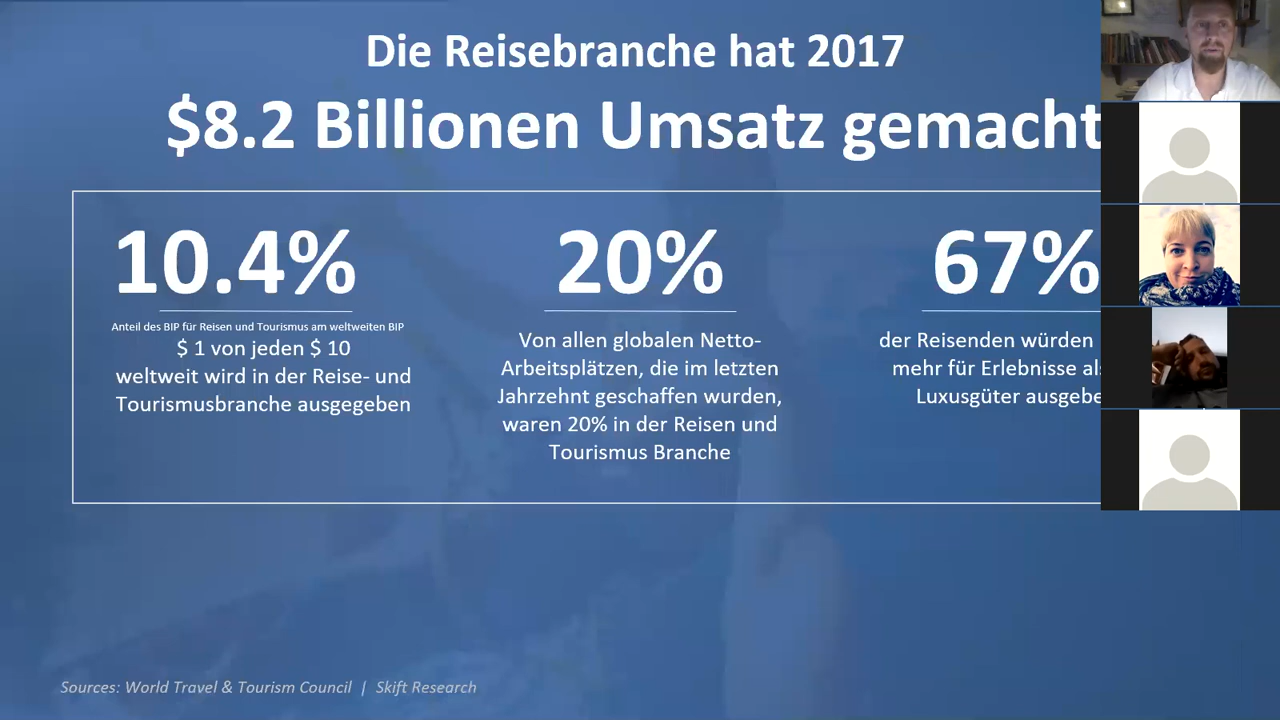 Die Reisebranche hat 2017
$8.2 Billionen Umsatz gemacht
10.4%
Anteil des BIP für Reisen und Tourismus am weltweiten BIP
$ 1 von jeden $ 10
weltweit wird in der Reise- und
Tourismusbranche ausgegeben
20%
Von allen globalen Netto-
Arbeitsplätzen, die im letzten
Jahrzehnt geschaffen wurden,
waren 20% in der Reisen und
Tourismus Branche
67%
der Reisenden würden
mehr für Erlebnisse als
Luxusgüter ausgebe
Sources: World Travel & Tourism Council | Skift Research